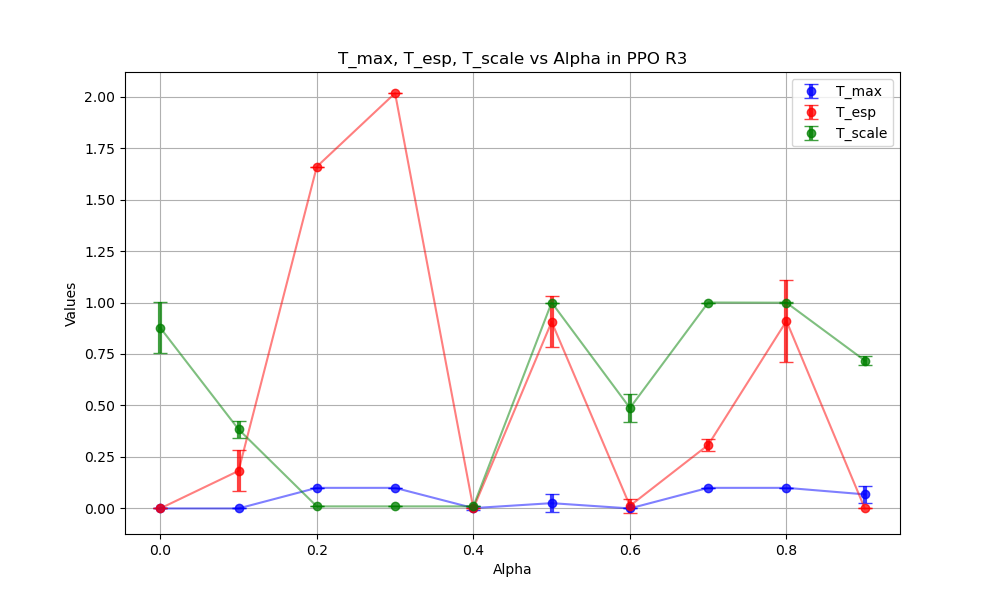 T_max, T_esp, T_scale vs Alpha in PPO R3
T_max
T_esp
T_scale
2.00
1.75
1.50
1.25
1.00
0.75
0.50
0.25
0.00
Values
0.0 0.2 0.4 0.6 0.8
Alpha